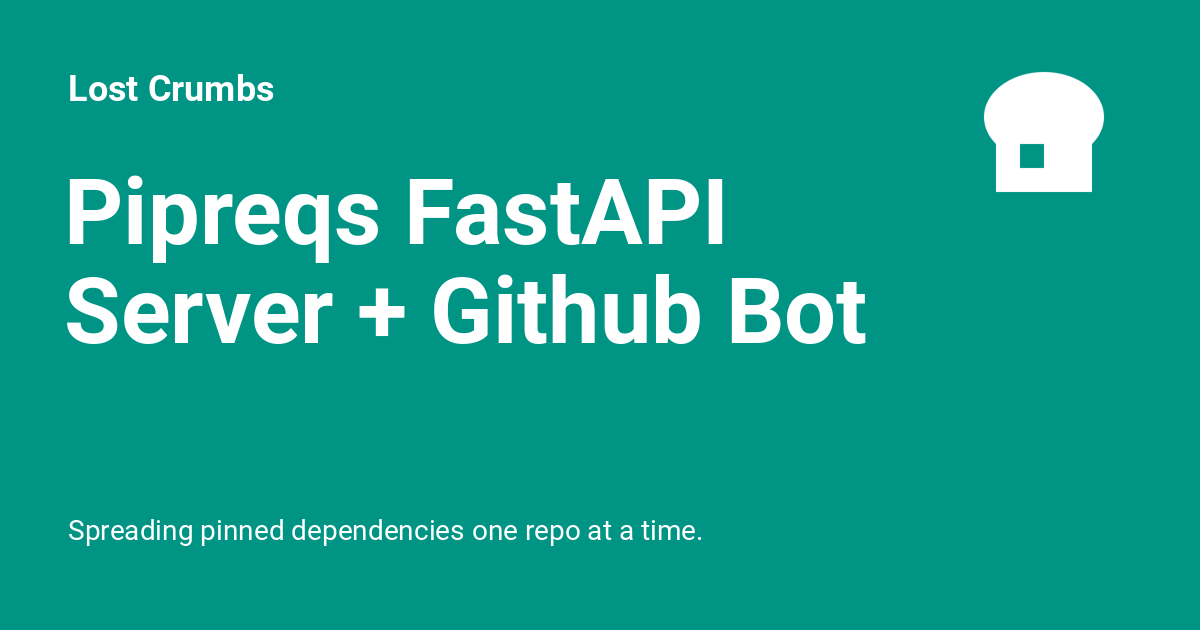 Lost Crumbs
Pipreqs FastAPI
Server + Github Bot
Spreading pinned dependencies one repo at a time.